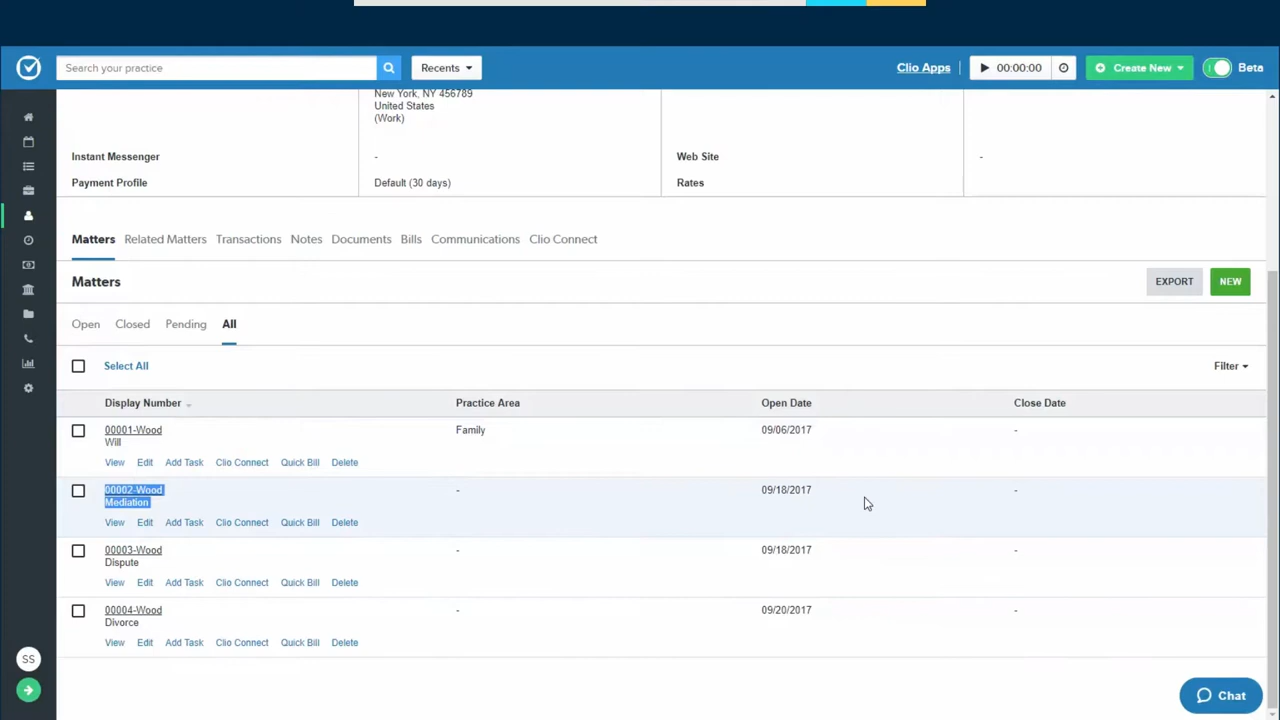 Search your practice
Recents
Clio Apps
00:00:00
Create New
Beta
New York, NY 456789
United States
(Work)
Instant Messenger
-
Web Site
-
Payment Profile
Default (30 days)
Rates
Matters Related Matters Transactions Notes Documents Bills Communications Clio Connect
Matters
EXPORT
NEW
Open Closed Pending All
Select All
Filter
Display Number Practice Area Open Date Close Date
00001-Wood Family 09/06/2017 -
Will
View Edit Add Task Clio Connect Quick Bill Delete
00002-Wood - 09/18/2017 -
Mediation
View Edit Add Task Clio Connect Quick Bill Delete
00003-Wood - 09/18/2017 -
Dispute
View Edit Add Task Clio Connect Quick Bill Delete
00004-Wood - 09/20/2017 -
Divorce
View Edit Add Task Clio Connect Quick Bill Delete
SS
Chat